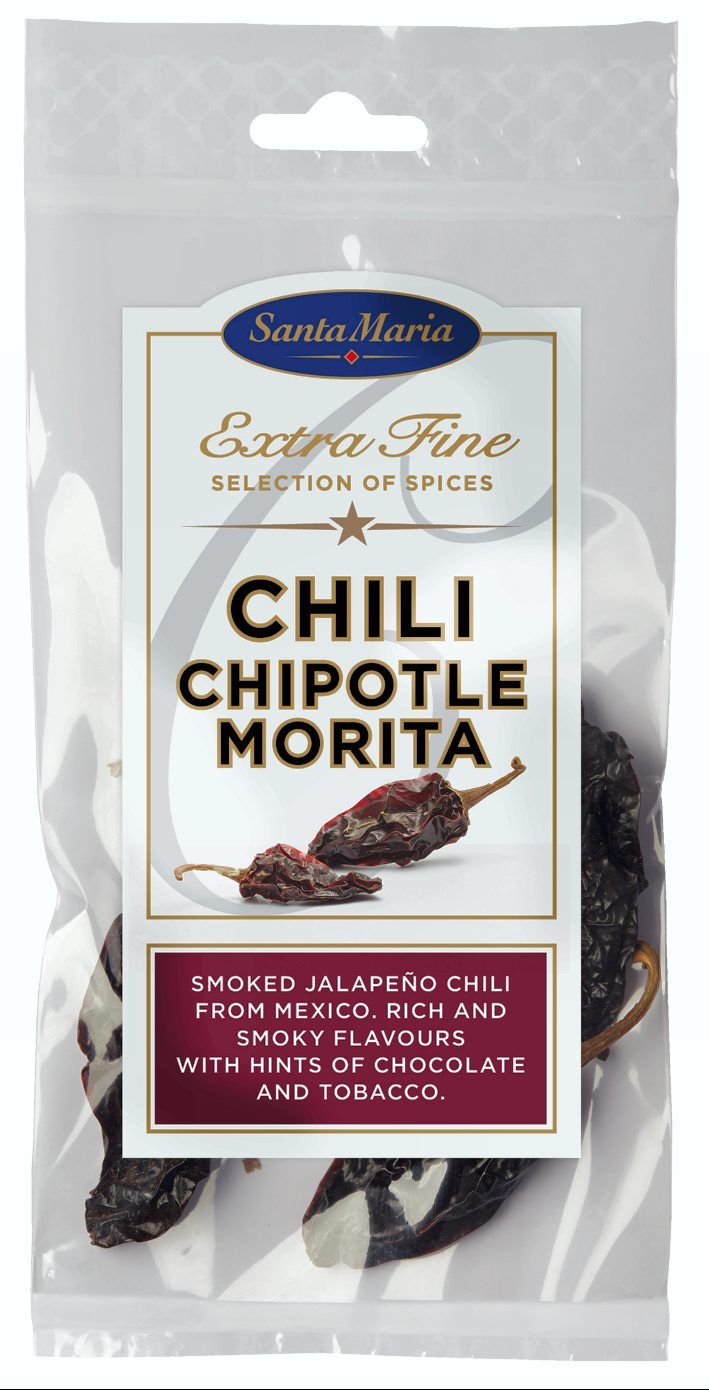 Santa Maria
Extra Fine
SELECTION OF SPICES
CHILI
CHIPOTLE
MORITA
SMOKED JALAPEÑO CHILI
FROM MEXICO. RICH AND
SMOKY FLAVOURS
WITH HINTS OF CHOCOLATE
AND TOBACCO.